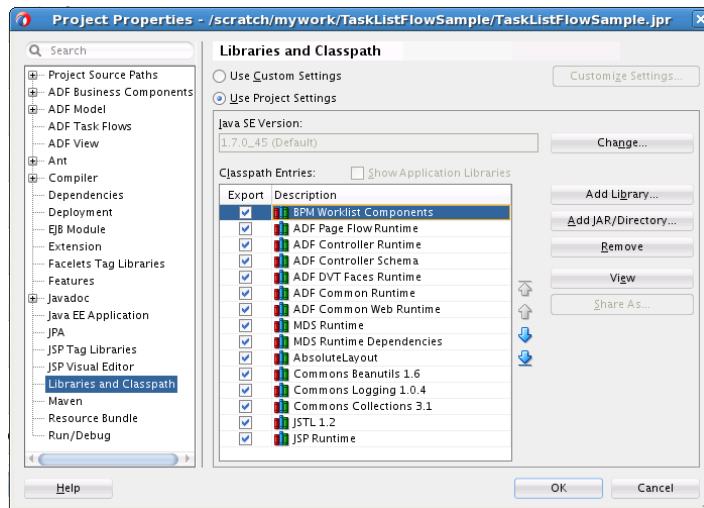 Project Properties - /scratch/mywork/TaskListFlowSample/TaskListFlowSample.jpr
Search
Project Source Paths
ADF Business Components
ADF Model
ADF Task Flows
ADF View
Ant
Compiler
Dependencies
Deployment
EJB Module
Extension
Facelets Tag Libraries
Features
Javadoc
Java EE Application
JPA
JSP Tag Libraries
JSP Visual Editor
Libraries and Classpath
Maven
Resource Bundle
Run/Debug
Libraries and Classpath
Use Custom Settings
Customize Settings...
Use Project Settings
Java SE Version:
1.7.0_45 (Default)
Change...
Classpath Entries:
Show Application Libraries
Export Description
BPM Worklist Components
ADF Page Flow Runtime
ADF Controller Runtime
ADF Controller Schema
ADF DVT Faces Runtime
ADF Common Runtime
ADF Common Web Runtime
MDS Runtime
MDS Runtime Dependencies
AbsoluteLayout
Commons Beanutils 1.6
Commons Logging 1.0.4
Commons Collections 3.1
JSTL 1.2
JSP Runtime
Add Library...
Add JAR/Directory...
Remove
View
Share As...
Help
OK
Cancel